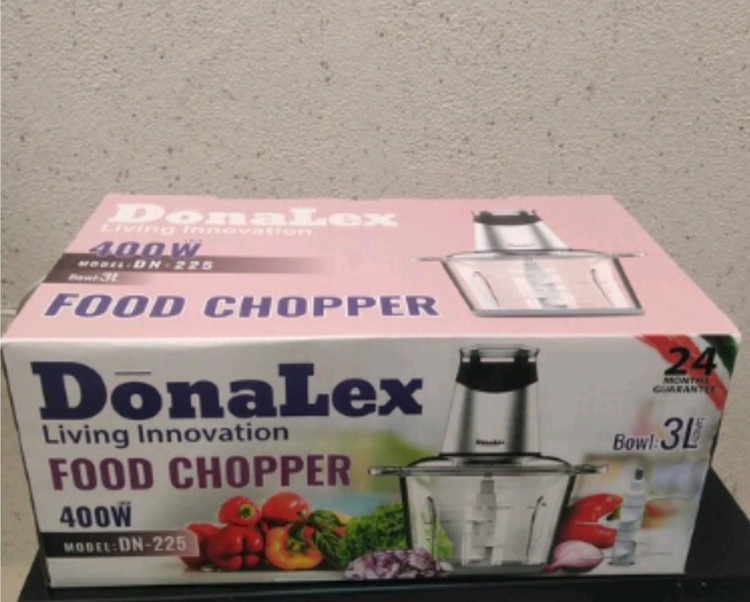 DonaLex
Living Innovation
400W
MODEL: DN-225
Bowl: 3L
FOOD CHOPPER
DōnaLex
Living Innovation
FOOD CHOPPER
400W
MODEL: DN-225
24
MONTHS
GUARANTEE
Bowl: 3L
DonaLex